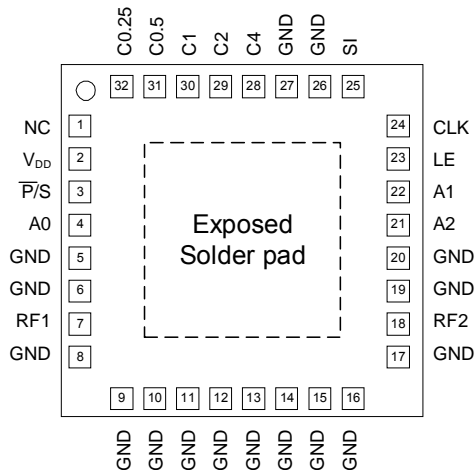 C0.25
C0.5
C1
C2
C4
GND
GND
SI
32
31
30
29
28
27
26
25
NC
1
24
CLK
VDD
2
23
LE
P̅/S
3
22
A1
A0
4
21
A2
GND
5
20
GND
GND
6
19
GND
RF1
7
18
RF2
GND
8
17
GND
Exposed
Solder pad
9
10
11
12
13
14
15
16
GND
GND
GND
GND
GND
GND
GND
GND